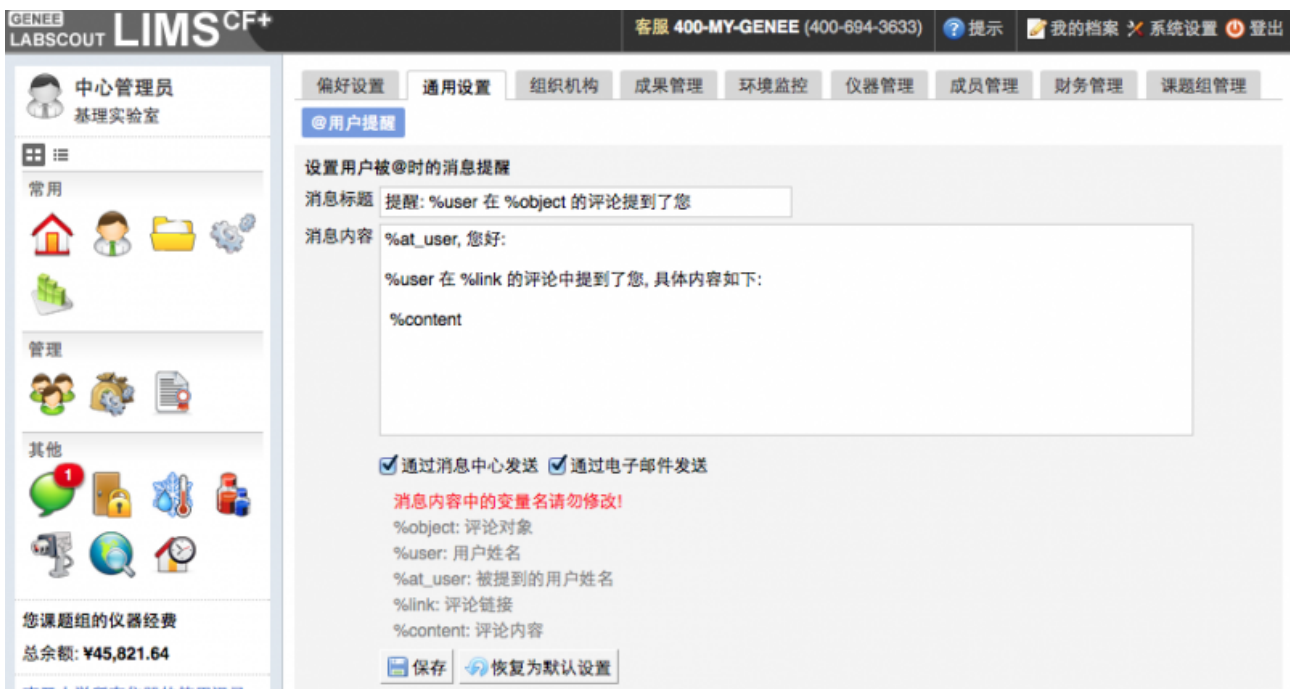 GENEE
LABSCOUT LIMS CF+
客服 400-MY-GENEE (400-694-3633) 提示 我的档案 系统设置 登出
中心管理员
基理实验室
偏好设置 通用设置 组织机构 成果管理 环境监控 仪器管理 成员管理 财务管理 课题组管理
@用户提醒
常用
管理
其他
1
您课题组的仪器经费
总余额: ¥45,821.64
设置用户被@时的消息提醒
消息标题 提醒: %user 在 %object 的评论提到了您
消息内容 %at_user, 您好:
%user 在 %link 的评论中提到了您, 具体内容如下:
%content
通过消息中心发送 通过电子邮件发送
消息内容中的变量名请勿修改!
%object: 评论对象
%user: 用户姓名
%at_user: 被提到的用户姓名
%link: 评论链接
%content: 评论内容
保存 恢复为默认设置